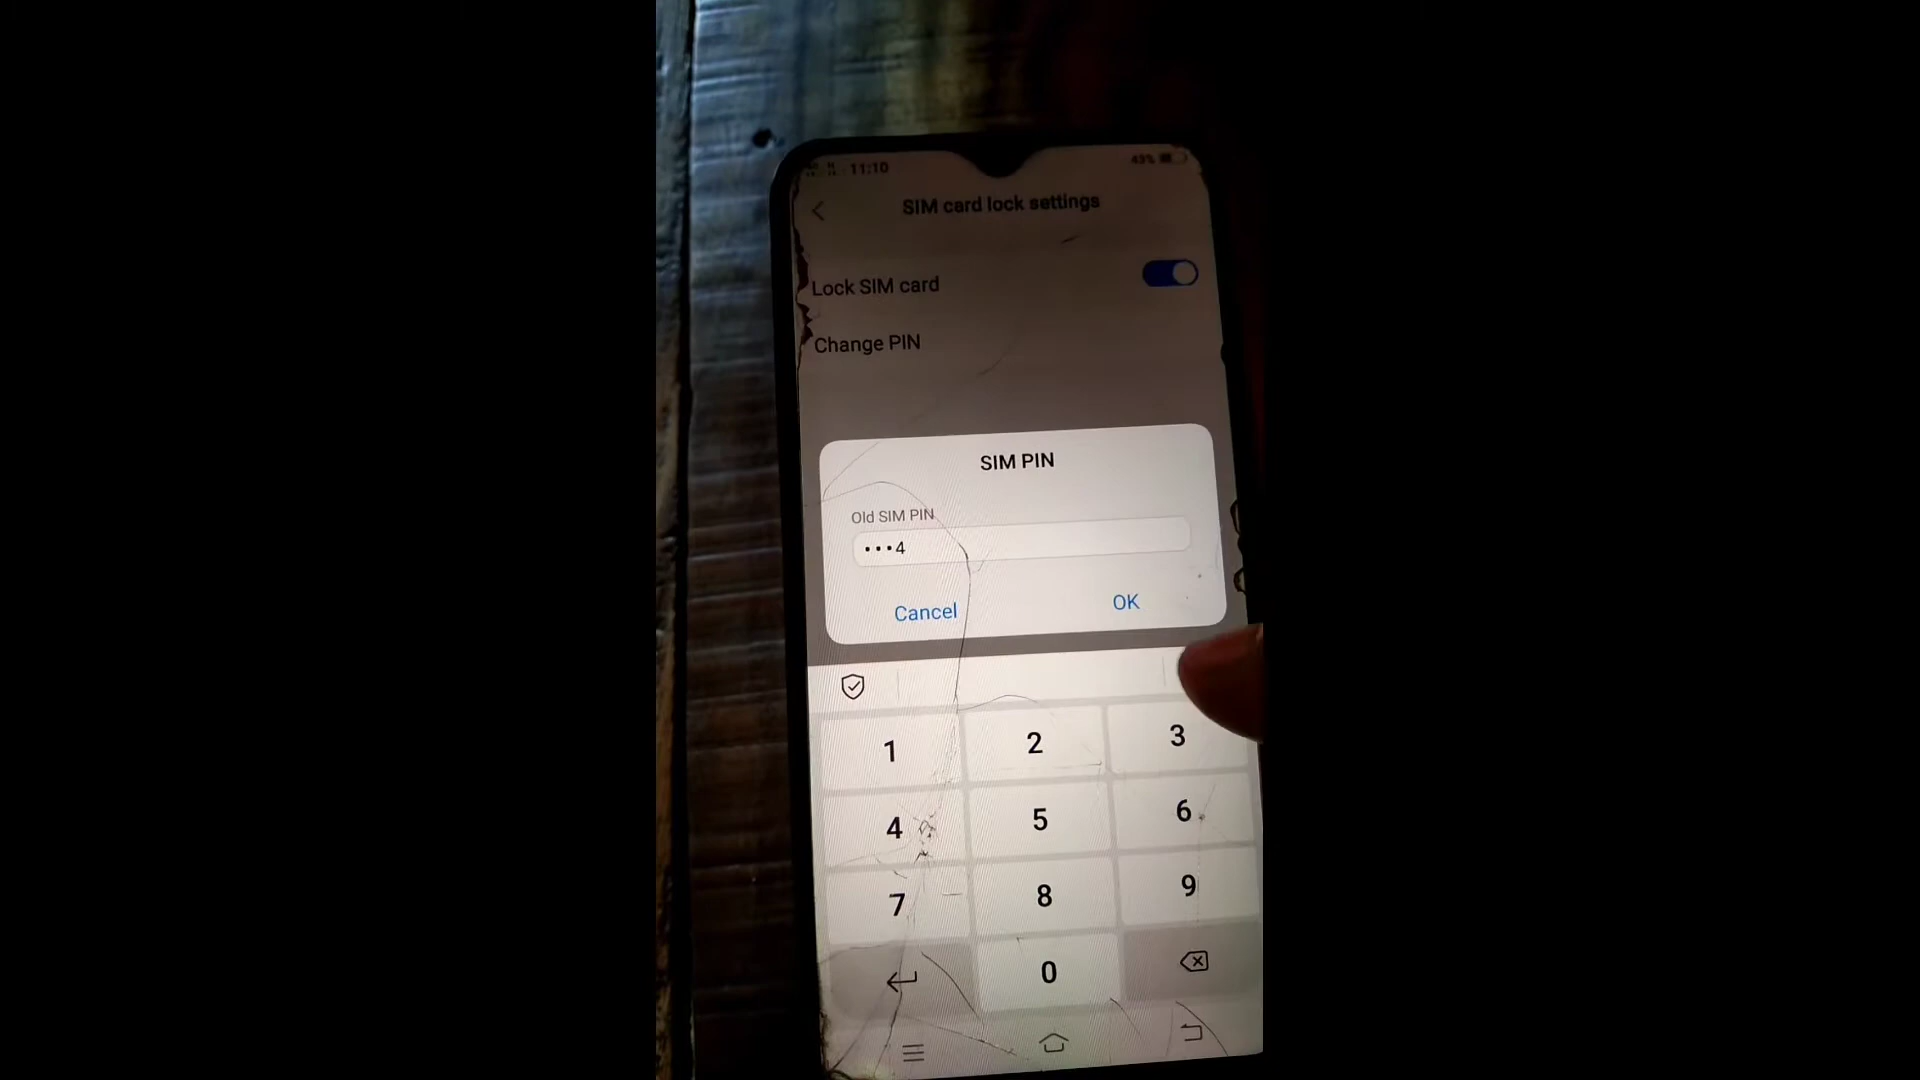 11:10
43%
SIM card lock settings
Lock SIM card
Change PIN
SIM PIN
Old SIM PIN
•••4
Cancel
OK
1
2
3
4
5
6
7
8
9
0